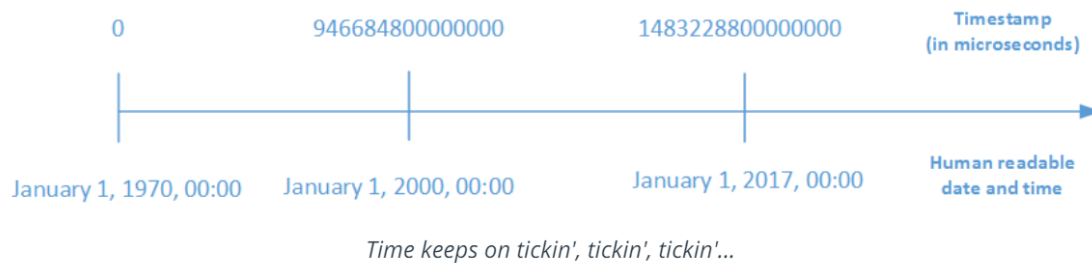 0
946684800000000
1483228800000000
Timestamp
(in microseconds)
January 1, 1970, 00:00
January 1, 2000, 00:00
January 1, 2017, 00:00
Human readable
date and time
Time keeps on tickin', tickin', tickin'...